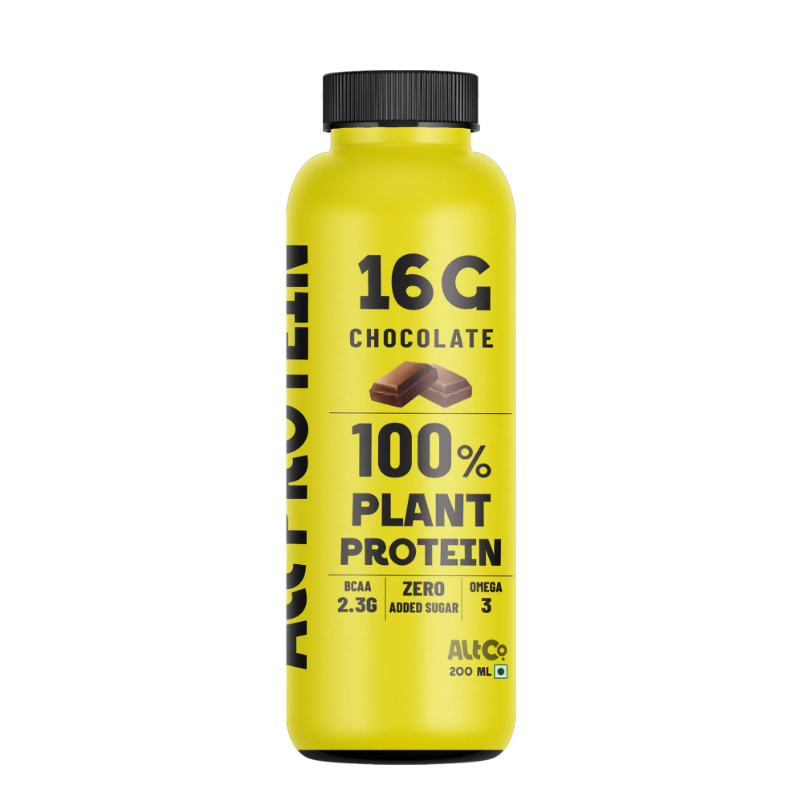 Alt PROTEIN
16G
CHOCOLATE
100%
PLANT
PROTEIN
BCAA
2.3G
ZERO
ADDED SUGAR
OMEGA
3
ALtCo.
200 ML